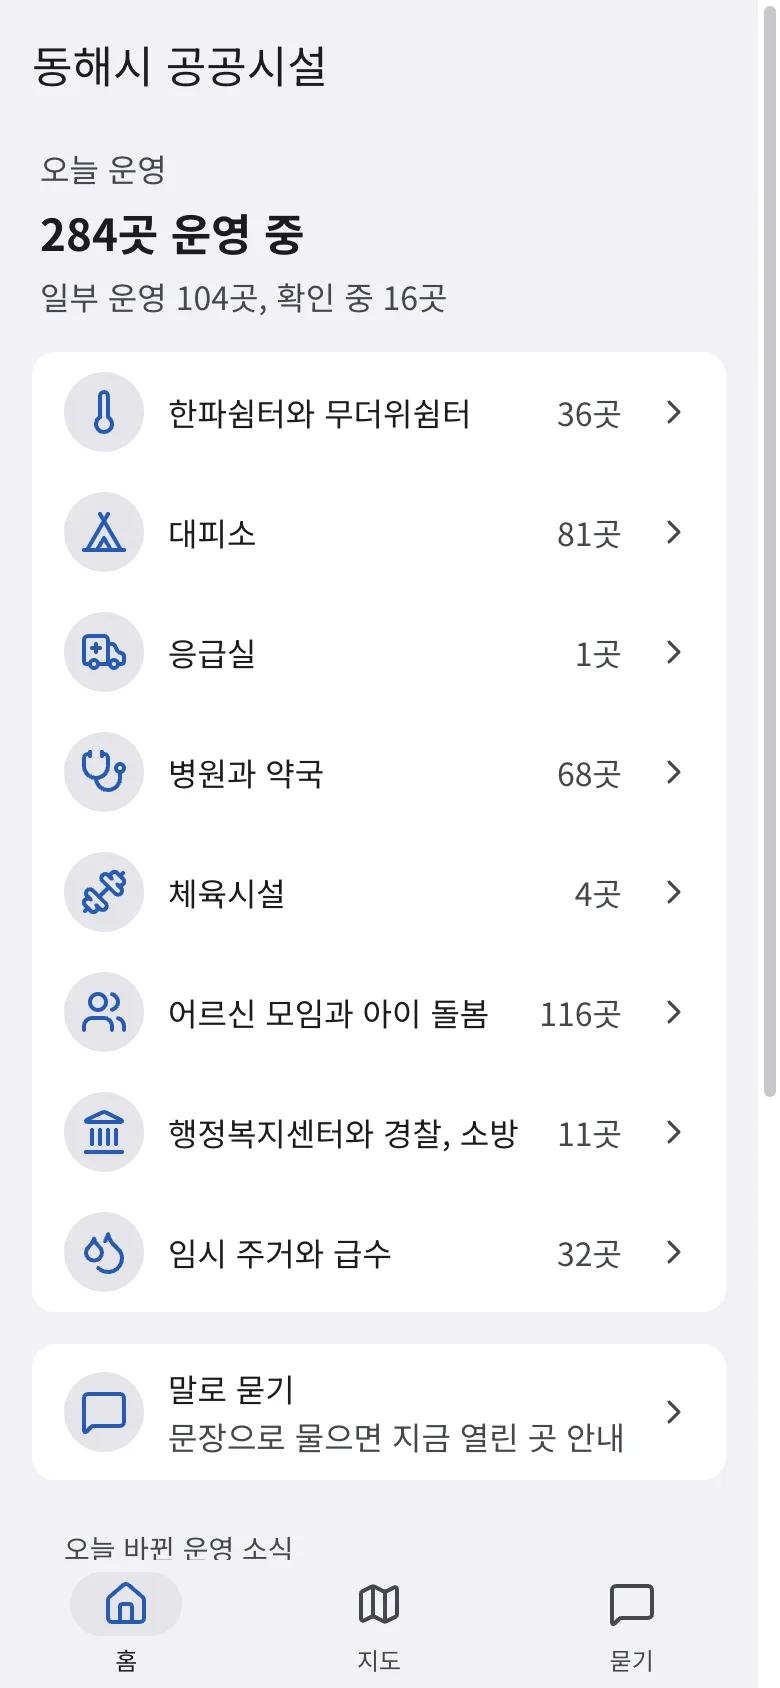 동해시 공공시설
오늘 운영
284곳 운영 중
일부 운영 104곳, 확인 중 16곳
한파쉼터와 무더위쉼터 36곳
대피소 81곳
응급실 1곳
병원과 약국 68곳
체육시설 4곳
어르신 모임과 아이 돌봄 116곳
행정복지센터와 경찰, 소방 11곳
임시 주거와 급수 32곳
말로 묻기
문장으로 물으면 지금 열린 곳 안내
오늘 바뀐 운영 소식
홈 지도 묻기